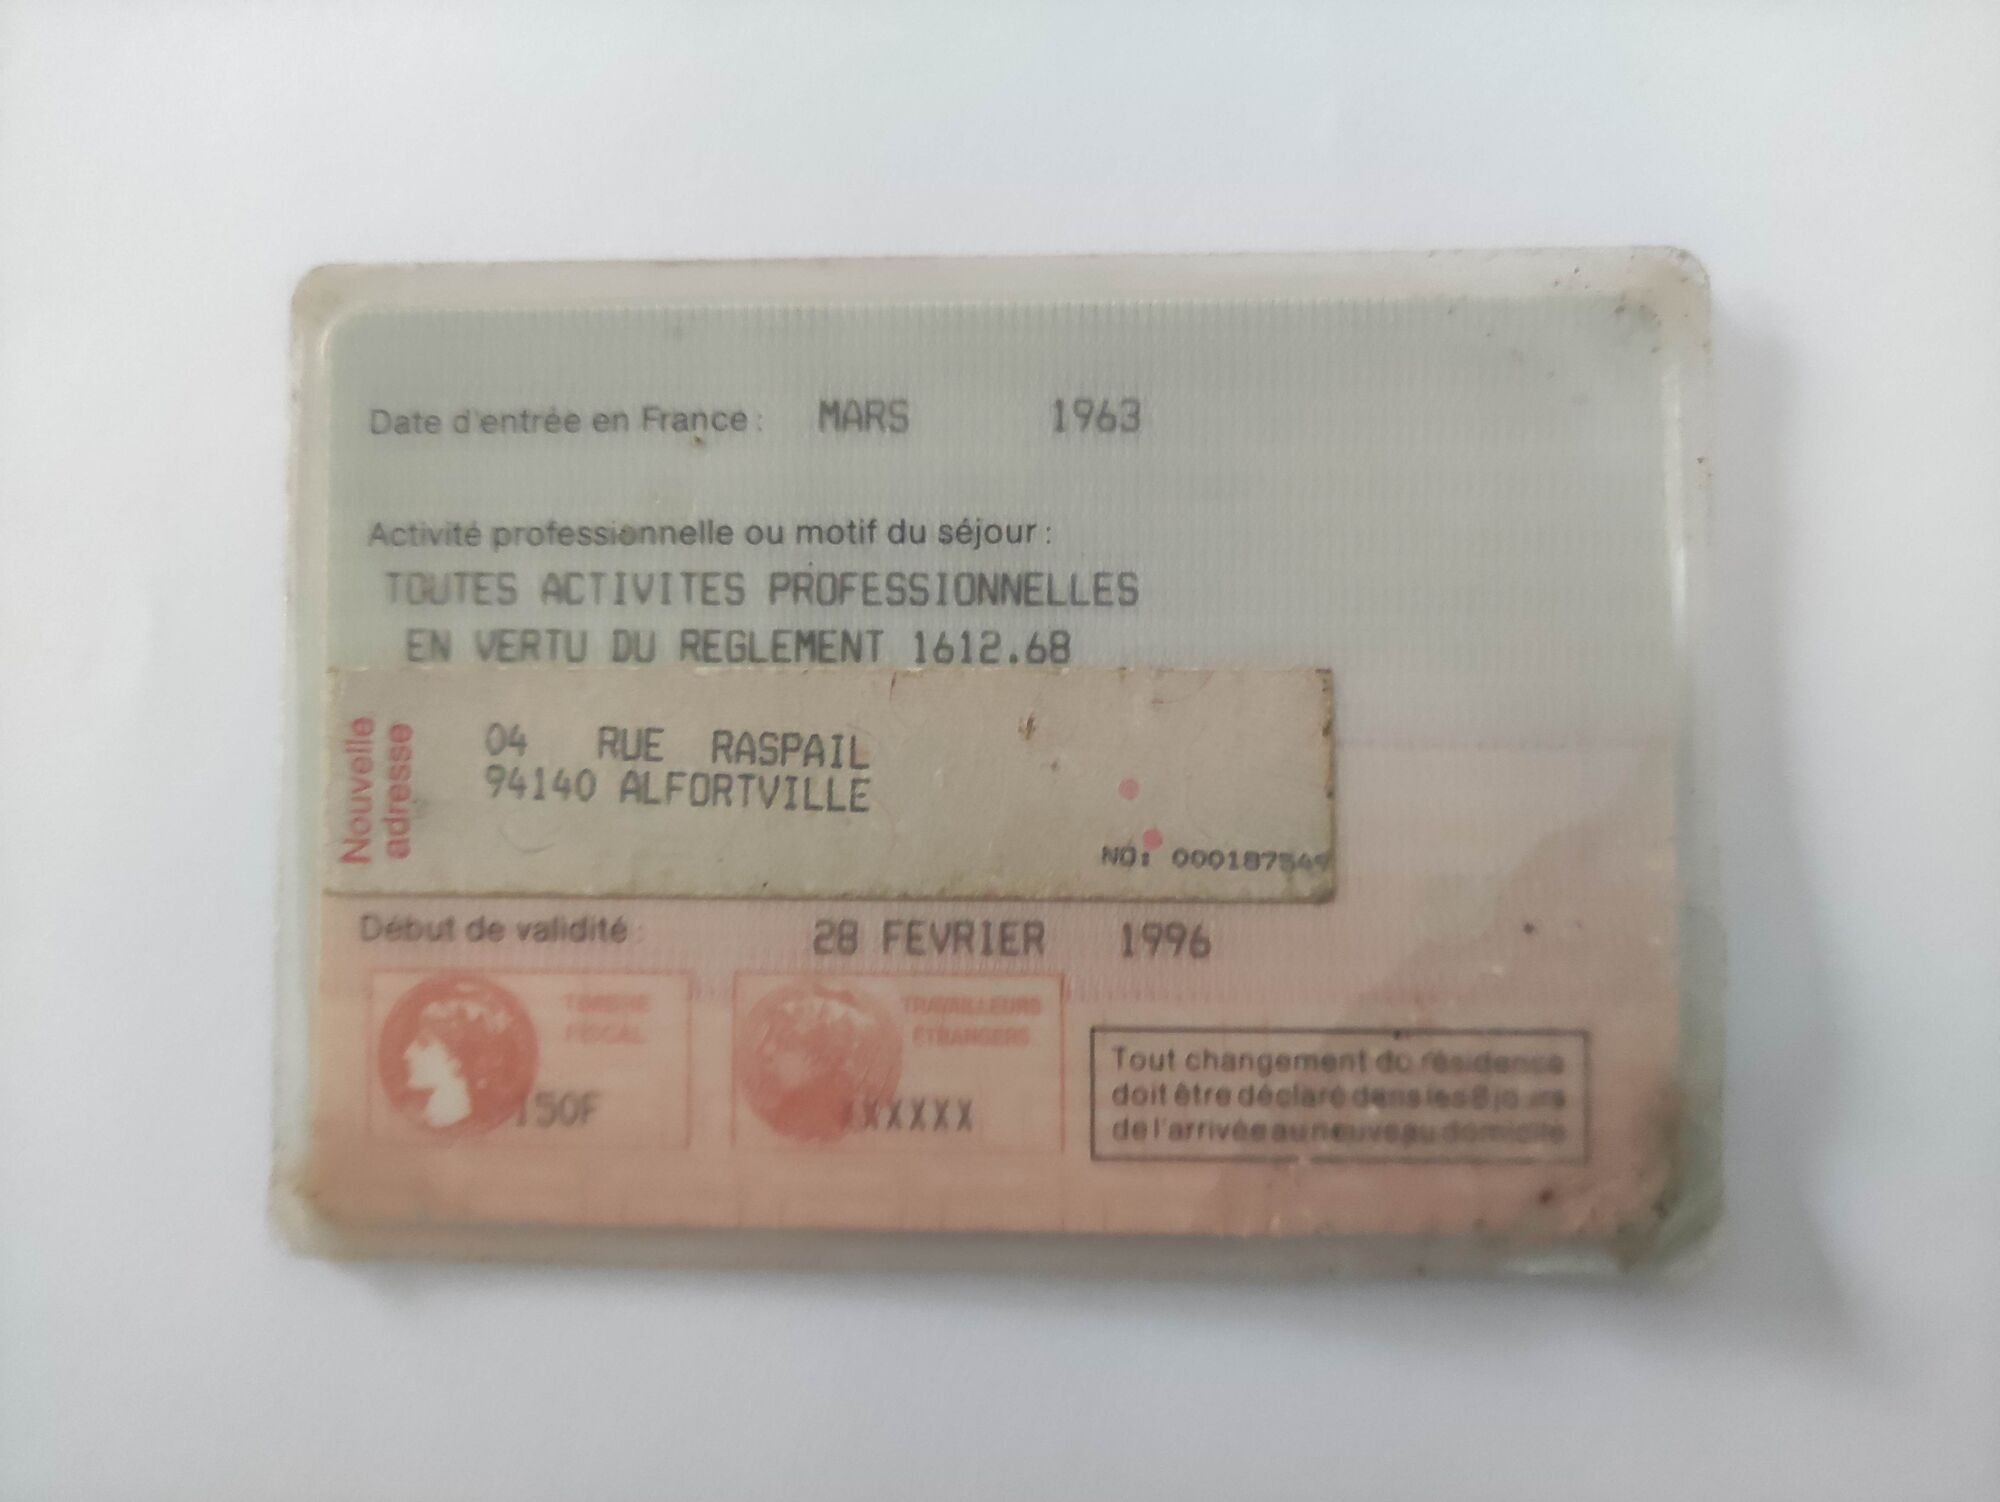 Date d'entrée en France : MARS 1963
Activité professionnelle ou motif du séjour :
TOUTES ACTIVITES PROFESSIONNELLES
EN VERTU DU REGLEMENT 1612.68
Nouvelle
adresse
04 RUE RASPAIL
94140 ALFORTVILLE
NO: 000187549
Début de validité : 28 FEVRIER 1996
TIMBRE
FISCAL
150F
TRAVAILLEURS
ÉTRANGERS
XXXXXX
Tout changement de résidence
doit être déclaré dans les 8 jours
de l'arrivée au nouveau domicile